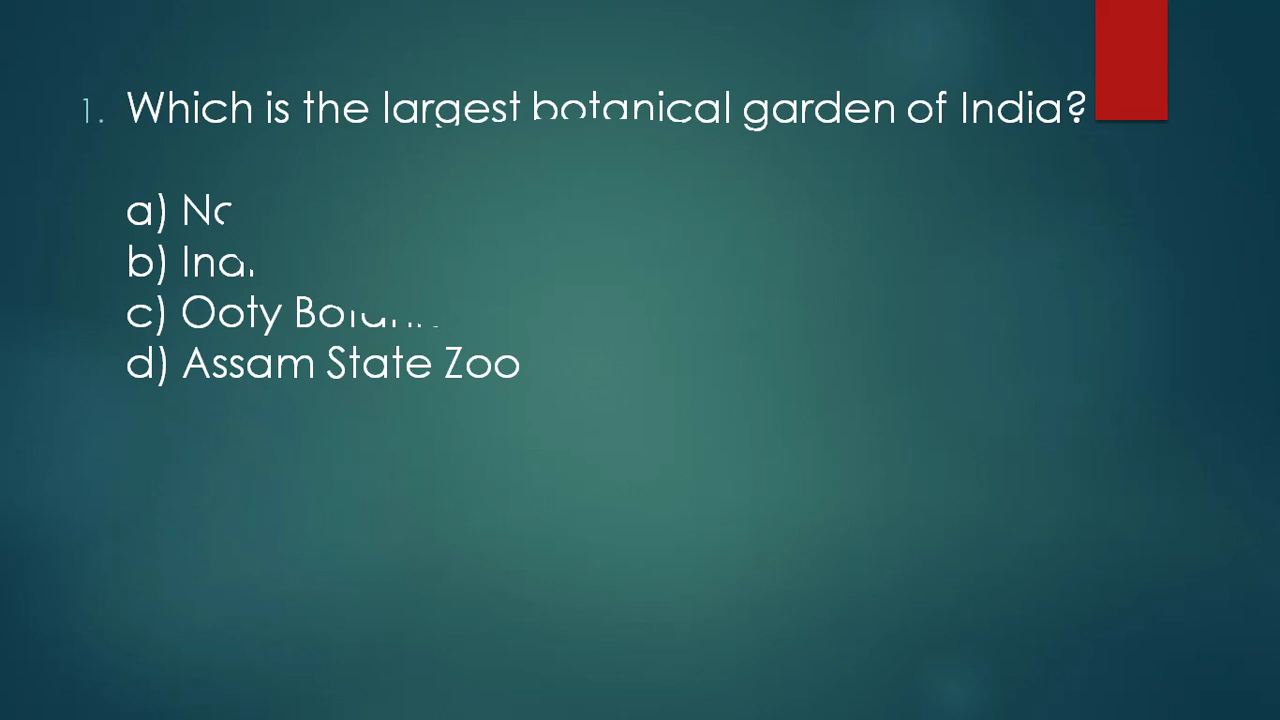 1. Which is the largest botanical garden of India?
a)
b)
c) Ooty
d) Assam State Zoo